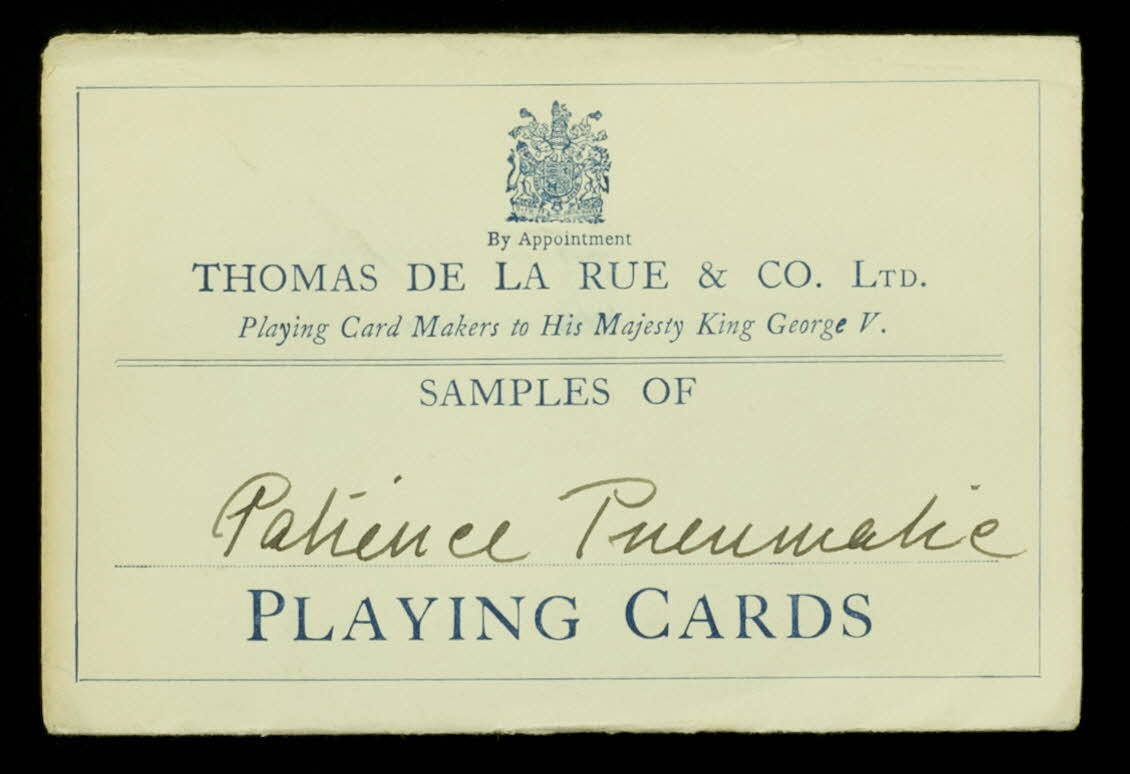 By Appointment
THOMAS DE LA RUE & CO. LTD.
Playing Card Makers to His Majesty King George V.
SAMPLES OF
Patience Pneumatic
PLAYING CARDS